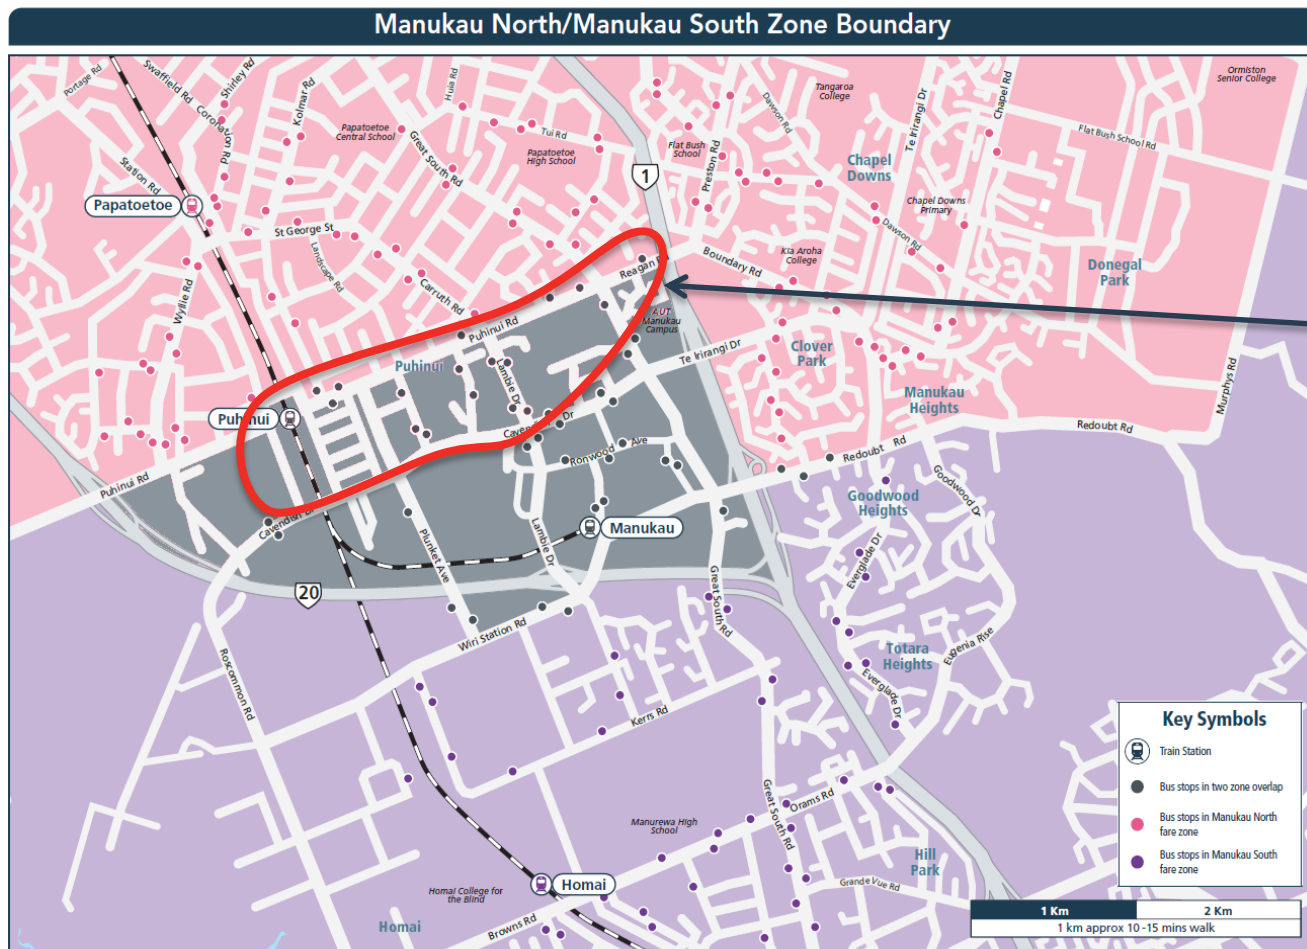 Manukau North/Manukau South Zone Boundary
Portage Rd
Swaffield Rd
Shirley Rd
Coronation Rd
Kolmar Rd
Huia Rd
Papatoetoe
Central School
Great South Rd
Tui Rd
Papatoetoe
High School
Flat Bush
School
Preston Rd
Dawson Rd
Tangaroa
College
Te Irirangi Dr
Chapel Rd
Ormiston
Senior College
Flat Bush School Rd
Chapel
Downs
Station Rd
1
Papatoetoe
Chapel Downs
Primary
St George St
Landscape Rd
Dawson Rd
Boundary Rd
Kia Aroha
College
Donegal
Park
Reagan R
Wyllie Rd
Carruth Rd
AUT
Manukau
Campus
Puhinui Rd
Te Irirangi Dr
Clover
Park
Puhinui
Lambie Dr
Manukau
Heights
Murphys Rd
Puhinui
Redoubt Rd
Redoubt Rd
Ronwood Ave
Puhinui Rd
Goodwood
Heights
Goodwood Dr
Cavendish Dr
Manukau
Plunket Ave
Lambie Dr
Everglade Dr
20
Great South Rd
Wiri Station Rd
Totara
Heights
Eugenia Rise
Everglade Dr
Roscommon Rd
Kerrs Rd
Key Symbols
Train Station
Bus stops in two zone overlap
Bus stops in Manukau North
fare zone
Bus stops in Manukau South
fare zone
Great South Rd
Orams Rd
Manurewa High
School
Hill
Park
Homai College for
the Blind
Homai
Grande Vue Rd
Homai
Browns Rd
1 Km
2 Km
1 km approx 10 -15 mins walk